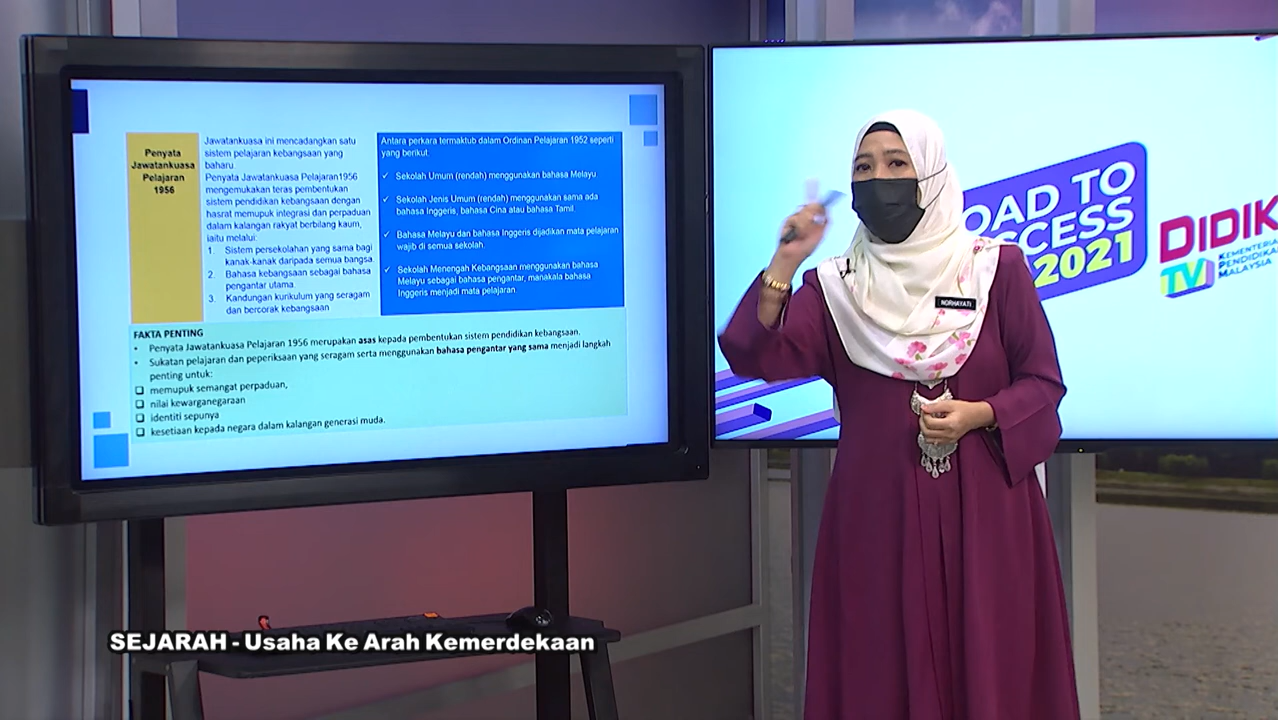 Penyata
Jawatankuasa
Pelajaran
1956
Jawatankuasa ini mencadangkan satu
sistem pelajaran kebangsaan yang
baharu.
Penyata Jawatankuasa Pelajaran1956
mengemukakan teras pembentukan
sistem pendidikan kebangsaan dengan
hasrat memupuk integrasi dan perpaduan
dalam kalangan rakyat berbilang kaum,
iaitu melalui:
1. Sistem persekolahan yang sama bagi
kanak-kanak daripada semua bangsa.
2. Bahasa kebangsaan sebagai bahasa
pengantar utama.
3. Kandungan kurikulum yang seragam
dan bercorak kebangsaan
Antara perkara termaktub dalam Ordinan Pelajaran 1952 seperti
yang berikut.
✓ Sekolah Umum (rendah) menggunakan bahasa Melayu.
✓ Sekolah Jenis Umum (rendah) menggunakan sama ada
bahasa Inggeris, bahasa Cina atau bahasa Tamil.
✓ Bahasa Melayu dan bahasa Inggeris dijadikan mata pelajaran
wajib di semua sekolah.
✓ Sekolah Menengah Kebangsaan menggunakan bahasa
Melayu sebagai bahasa pengantar, manakala bahasa
Inggeris menjadi mata pelajaran.
FAKTA PENTING
• Penyata Jawatankuasa Pelajaran 1956 merupakan asas kepada pembentukan sistem pendidikan kebangsaan.
• Sukatan pelajaran dan peperiksaan yang seragam serta menggunakan bahasa pengantar yang sama menjadi langkah
penting untuk:
❑ memupuk semangat perpaduan,
❑ nilai kewarganegaraan
❑ identiti sepunya
❑ kesetiaan kepada negara dalam kalangan generasi muda.
OAD TO
CCESS
2021
DIDIK
TV
KEMENTERIA
PENDIDIKA
MALAYSIA
NORHAYATI
SEJARAH - Usaha Ke Arah Kemerdekaan